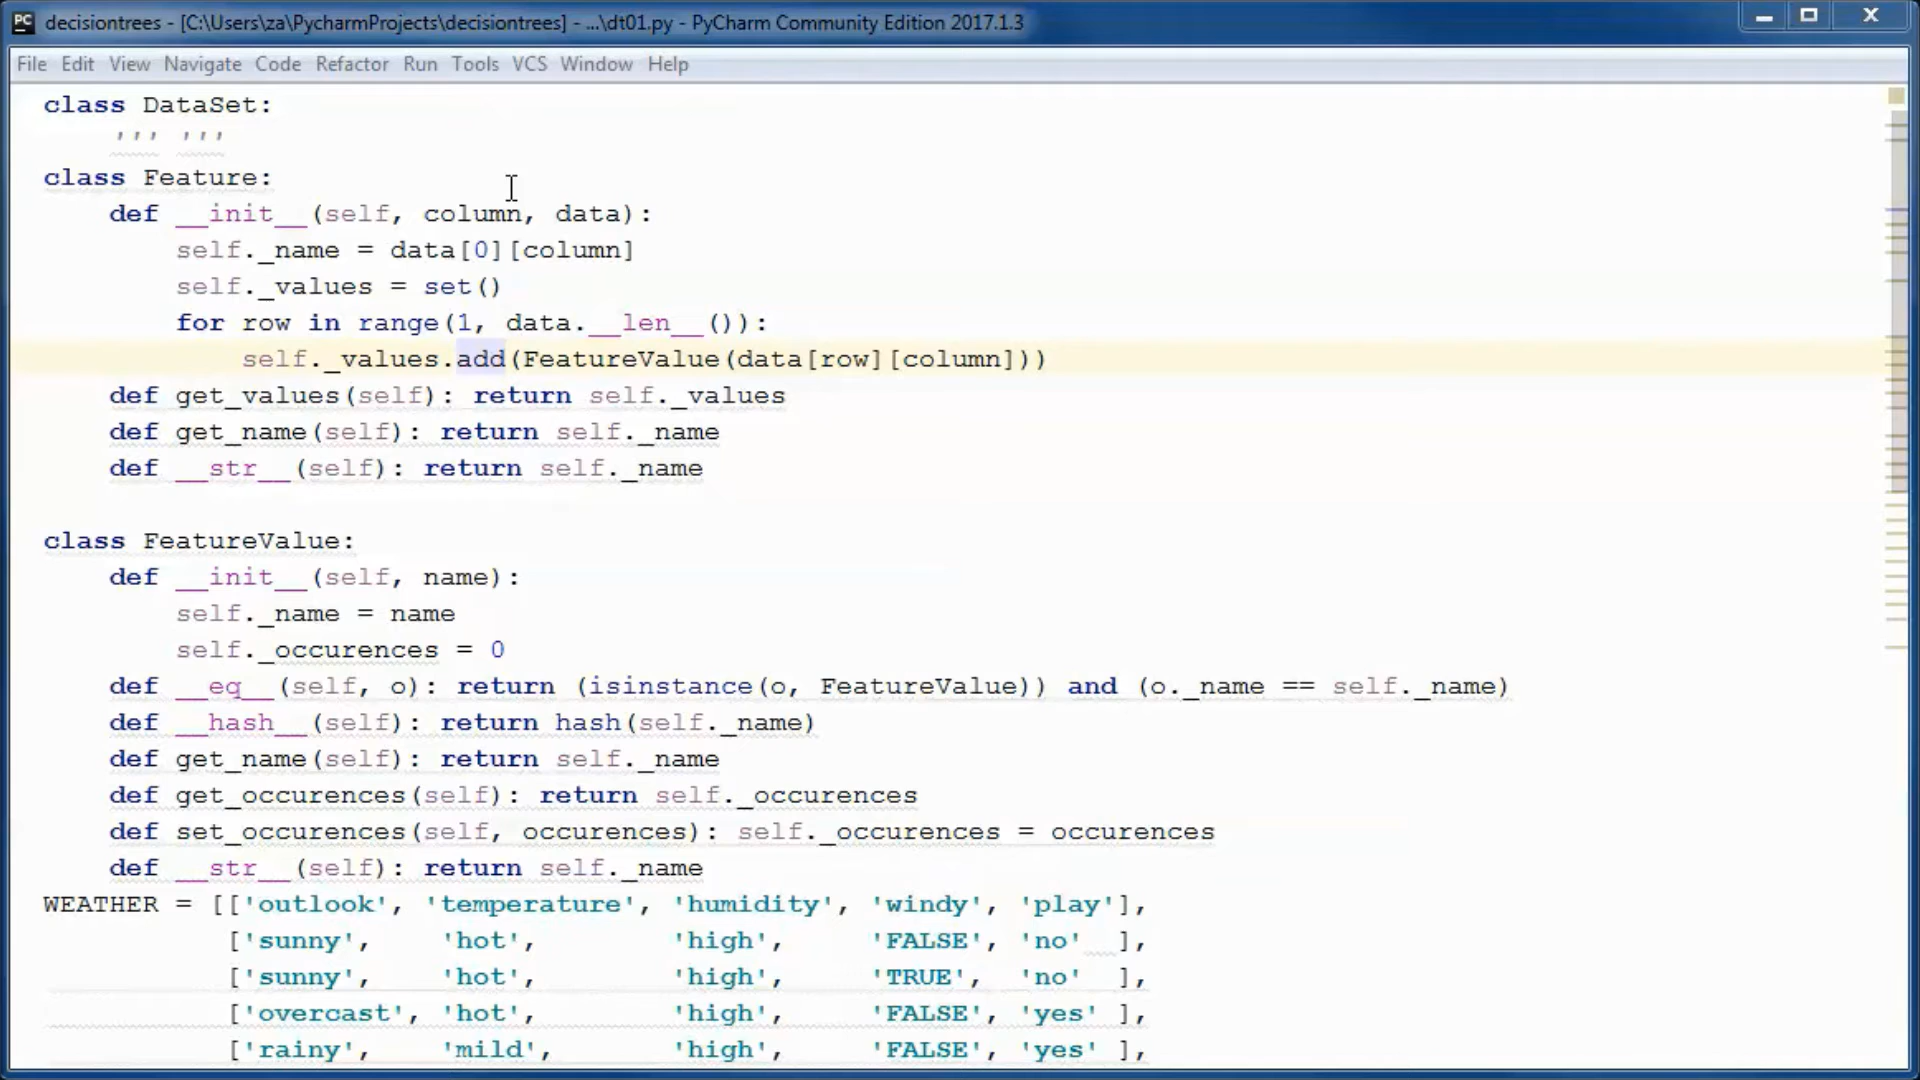 PC decisiontrees - [C:\Users\za\PycharmProjects\decisiontrees] - ...\dt01.py - PyCharm Community Edition 2017.1.3
File Edit View Navigate Code Refactor Run Tools VCS Window Help
class DataSet:
    ''' '''
class Feature:
    def __init__(self, column, data):
        self._name = data[0][column]
        self._values = set()
        for row in range(1, data.__len__()):
            self._values.add(FeatureValue(data[row][column]))
    def get_values(self): return self._values
    def get_name(self): return self._name
    def __str__(self): return self._name
class FeatureValue:
    def __init__(self, name):
        self._name = name
        self._occurences = 0
    def __eq__(self, o): return (isinstance(o, FeatureValue)) and (o._name == self._name)
    def __hash__(self): return hash(self._name)
    def get_name(self): return self._name
    def get_occurences(self): return self._occurences
    def set_occurences(self, occurences): self._occurences = occurences
    def __str__(self): return self._name
WEATHER = [['outlook', 'temperature', 'humidity', 'windy', 'play'],
           ['sunny',    'hot',         'high',     'FALSE', 'no'  ],
           ['sunny',    'hot',         'high',     'TRUE',  'no'  ],
           ['overcast', 'hot',         'high',     'FALSE', 'yes' ],
           ['rainy',    'mild',        'high',     'FALSE', 'yes' ],